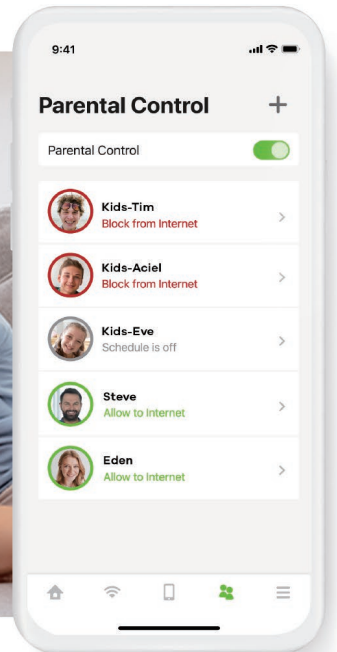 9:41
Parental Control
Parental Control
Kids-Tim
Block from Internet
Kids-Aciel
Block from Internet
Kids-Eve
Schedule is off
Steve
Allow to Internet
Eden
Allow to Internet